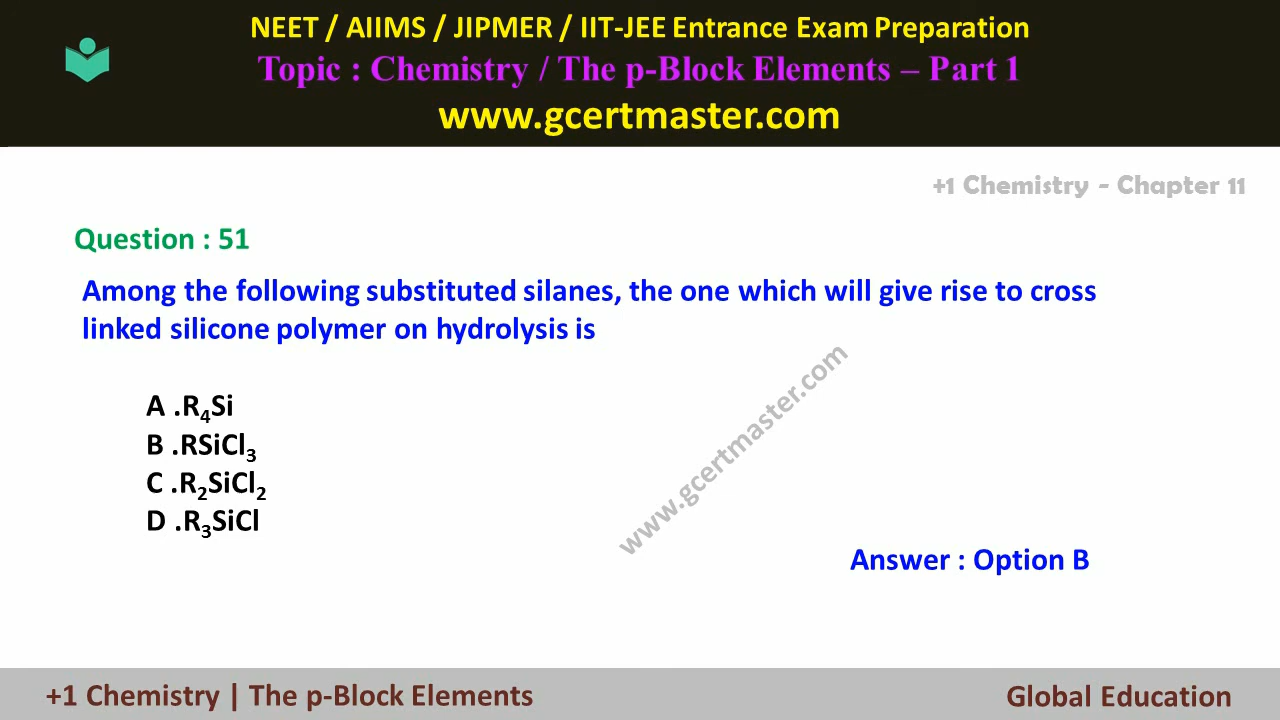 NEET / AIIMS / JIPMER / IIT-JEE Entrance Exam Preparation
Topic : Chemistry / The p-Block Elements – Part 1
www.gcertmaster.com
+1 Chemistry - Chapter 11
Question : 51
Among the following substituted silanes, the one which will give rise to cross
linked silicone polymer on hydrolysis is
A .R₄Si
B .RSiCl₃
C .R₂SiCl₂
D .R₃SiCl
www.gcertmaster.com
Answer : Option B
+1 Chemistry | The p-Block Elements
Global Education